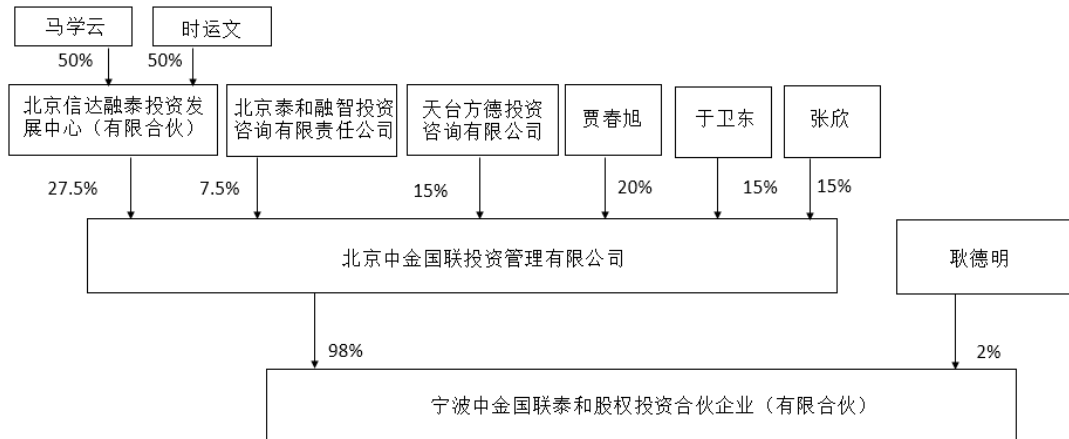 马学云
时运文
50%
50%
北京信达融泰投资发
展中心（有限合伙）
北京泰和融智投资
咨询有限责任公司
天台方德投资
咨询有限公司
贾春旭
于卫东
张欣
27.5%
7.5%
15%
20%
15%
15%
北京中金国联投资管理有限公司
耿德明
98%
2%
宁波中金国联泰和股权投资合伙企业（有限合伙）